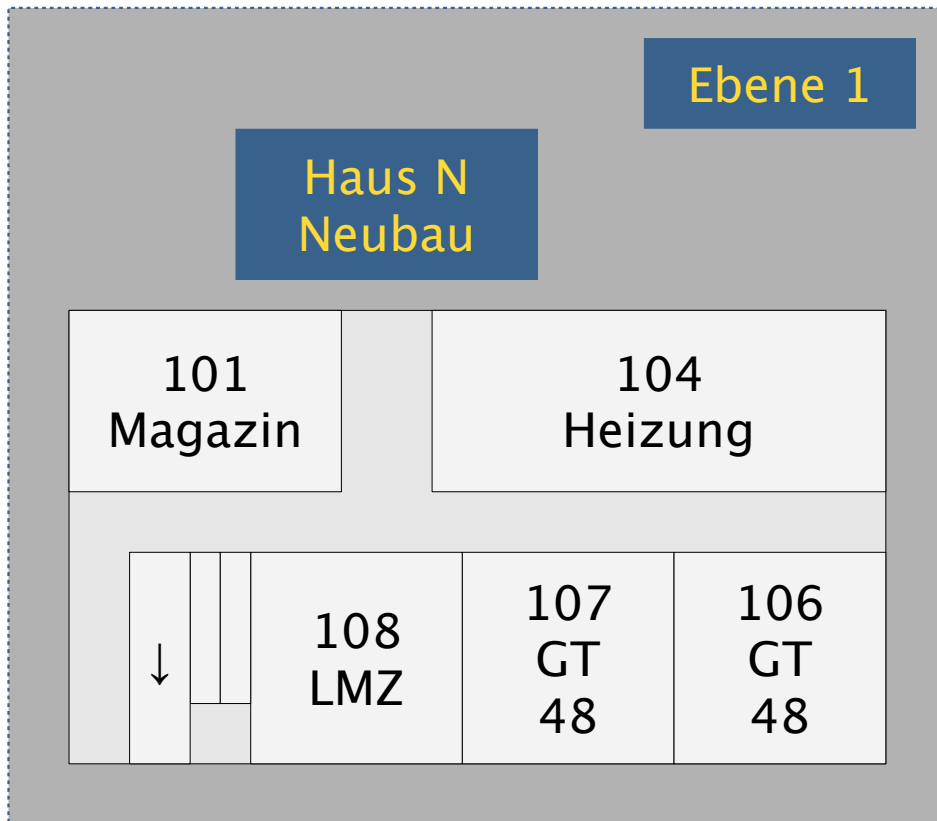 Ebene 1
Haus N
Neubau
101
Magazin
104
Heizung
↓
108
LMZ
107
GT
48
106
GT
48